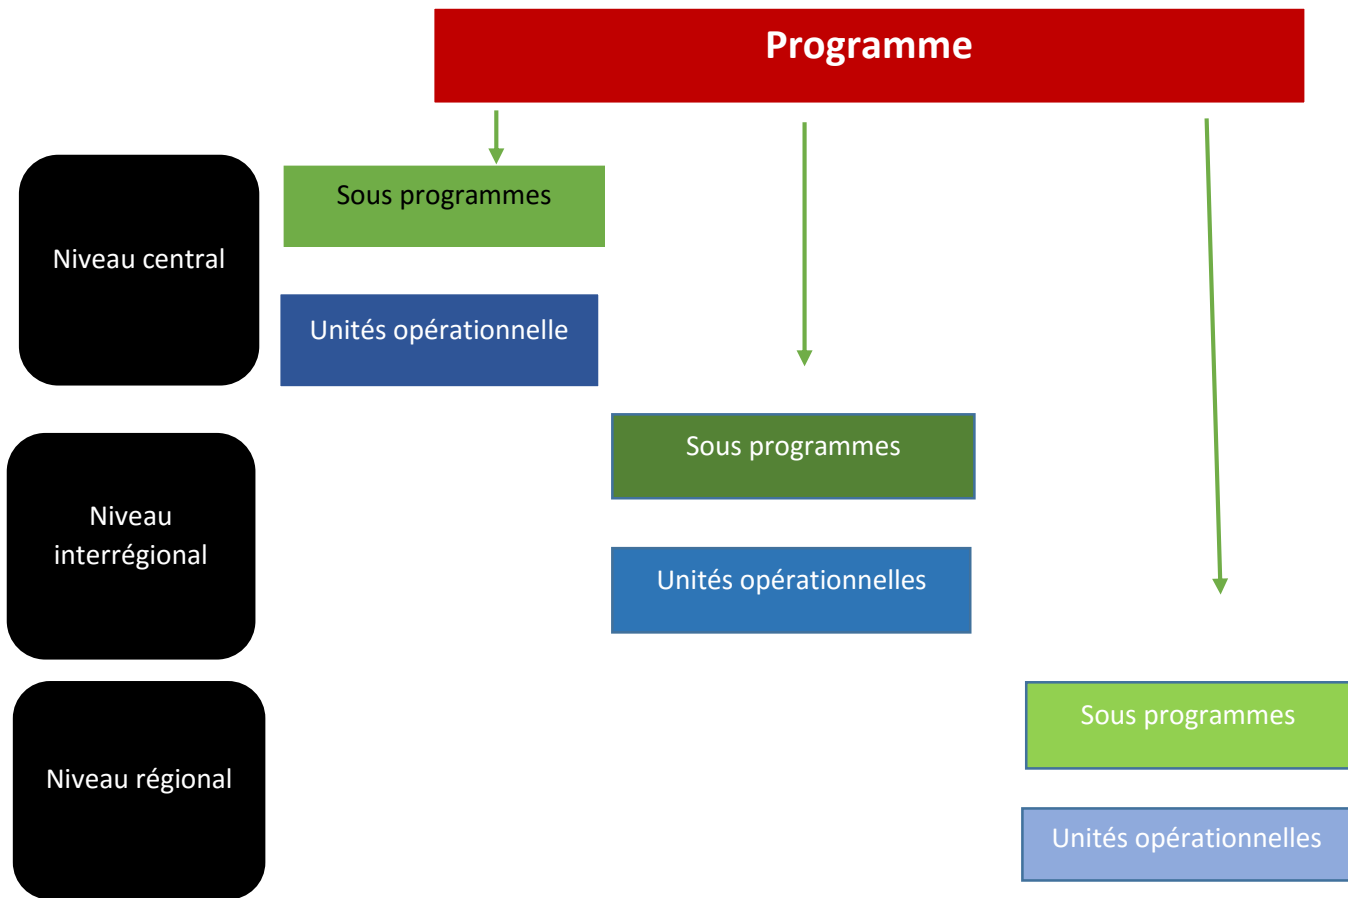 Programme
Sous programmes
Niveau central
Unités opérationnelle
Sous programmes
Niveau
interrégional
Unités opérationnelles
Sous programmes
Niveau régional
Unités opérationnelles